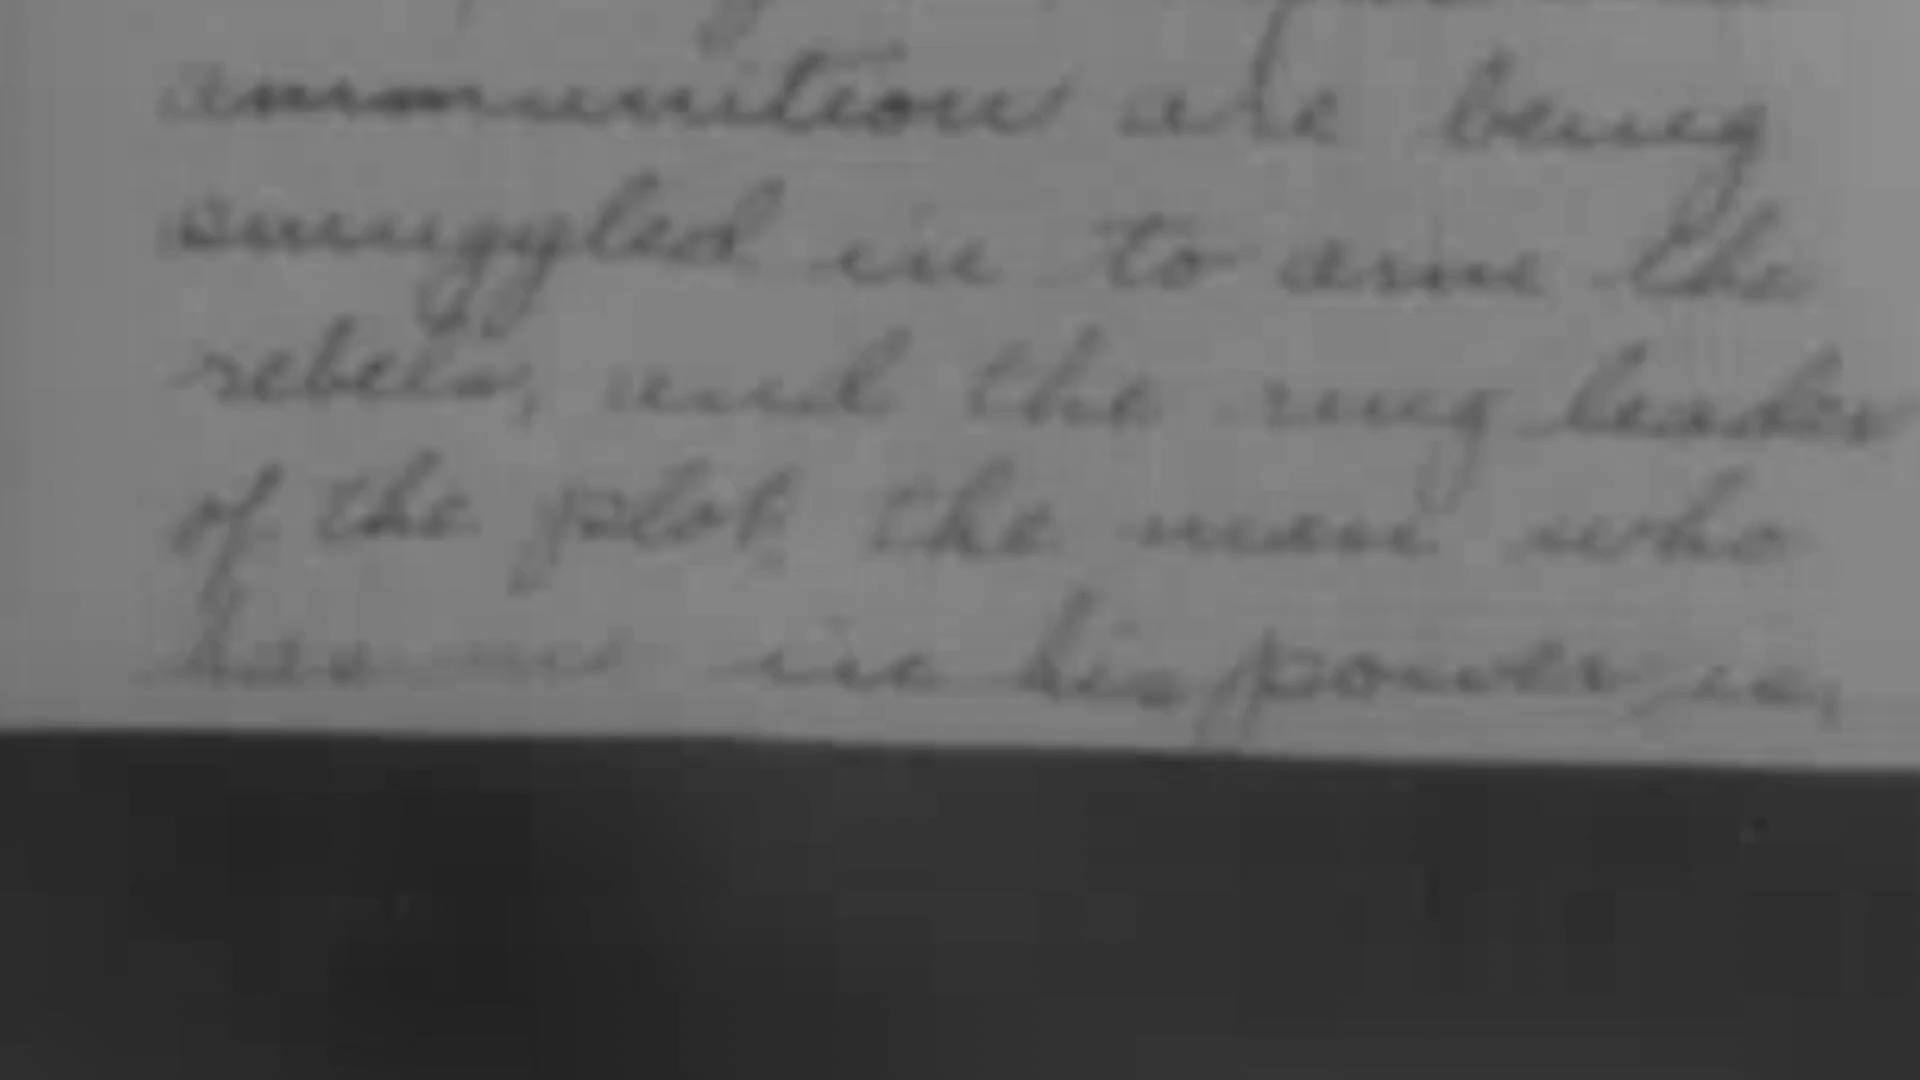 ammunition are being
smuggled in to arm the
rebels, and the ring leader
of the plot, the man who
has me in his power, is,